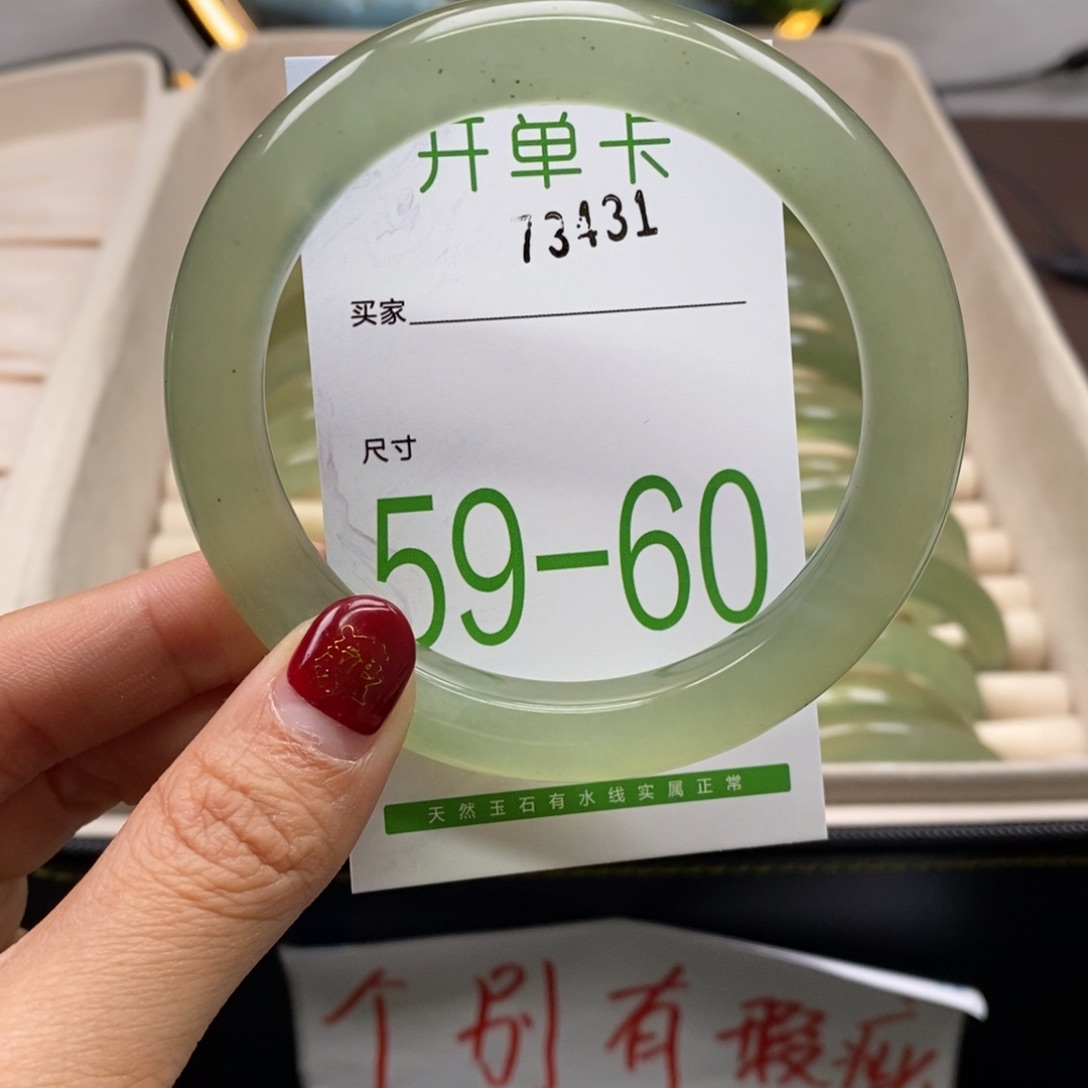 开单卡
73431
买家
尺寸
59-60
天然玉石有水线实属正常
个别有瑕疵